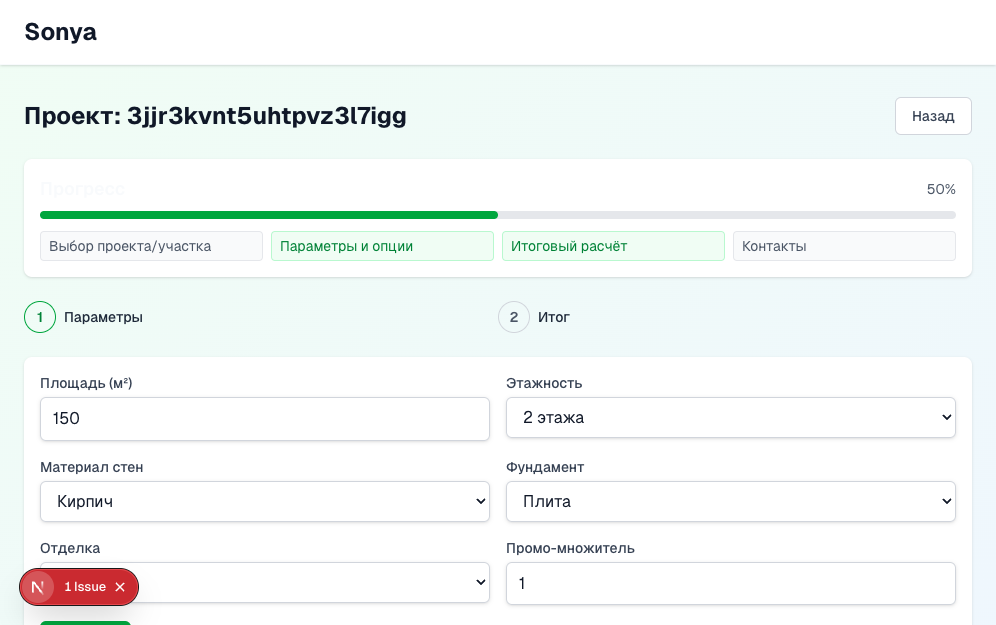 Sonya
Проект: 3jjr3kvnt5uhtpvz3l7igg
Назад
Прогресс
50%
Выбор проекта/участка
Параметры и опции
Итоговый расчёт
Контакты
1 Параметры
2 Итог
Площадь (м²)
Этажность
150
2 этажа
Материал стен
Фундамент
Кирпич
Плита
Отделка
Промо-множитель
1
N 1 Issue ×